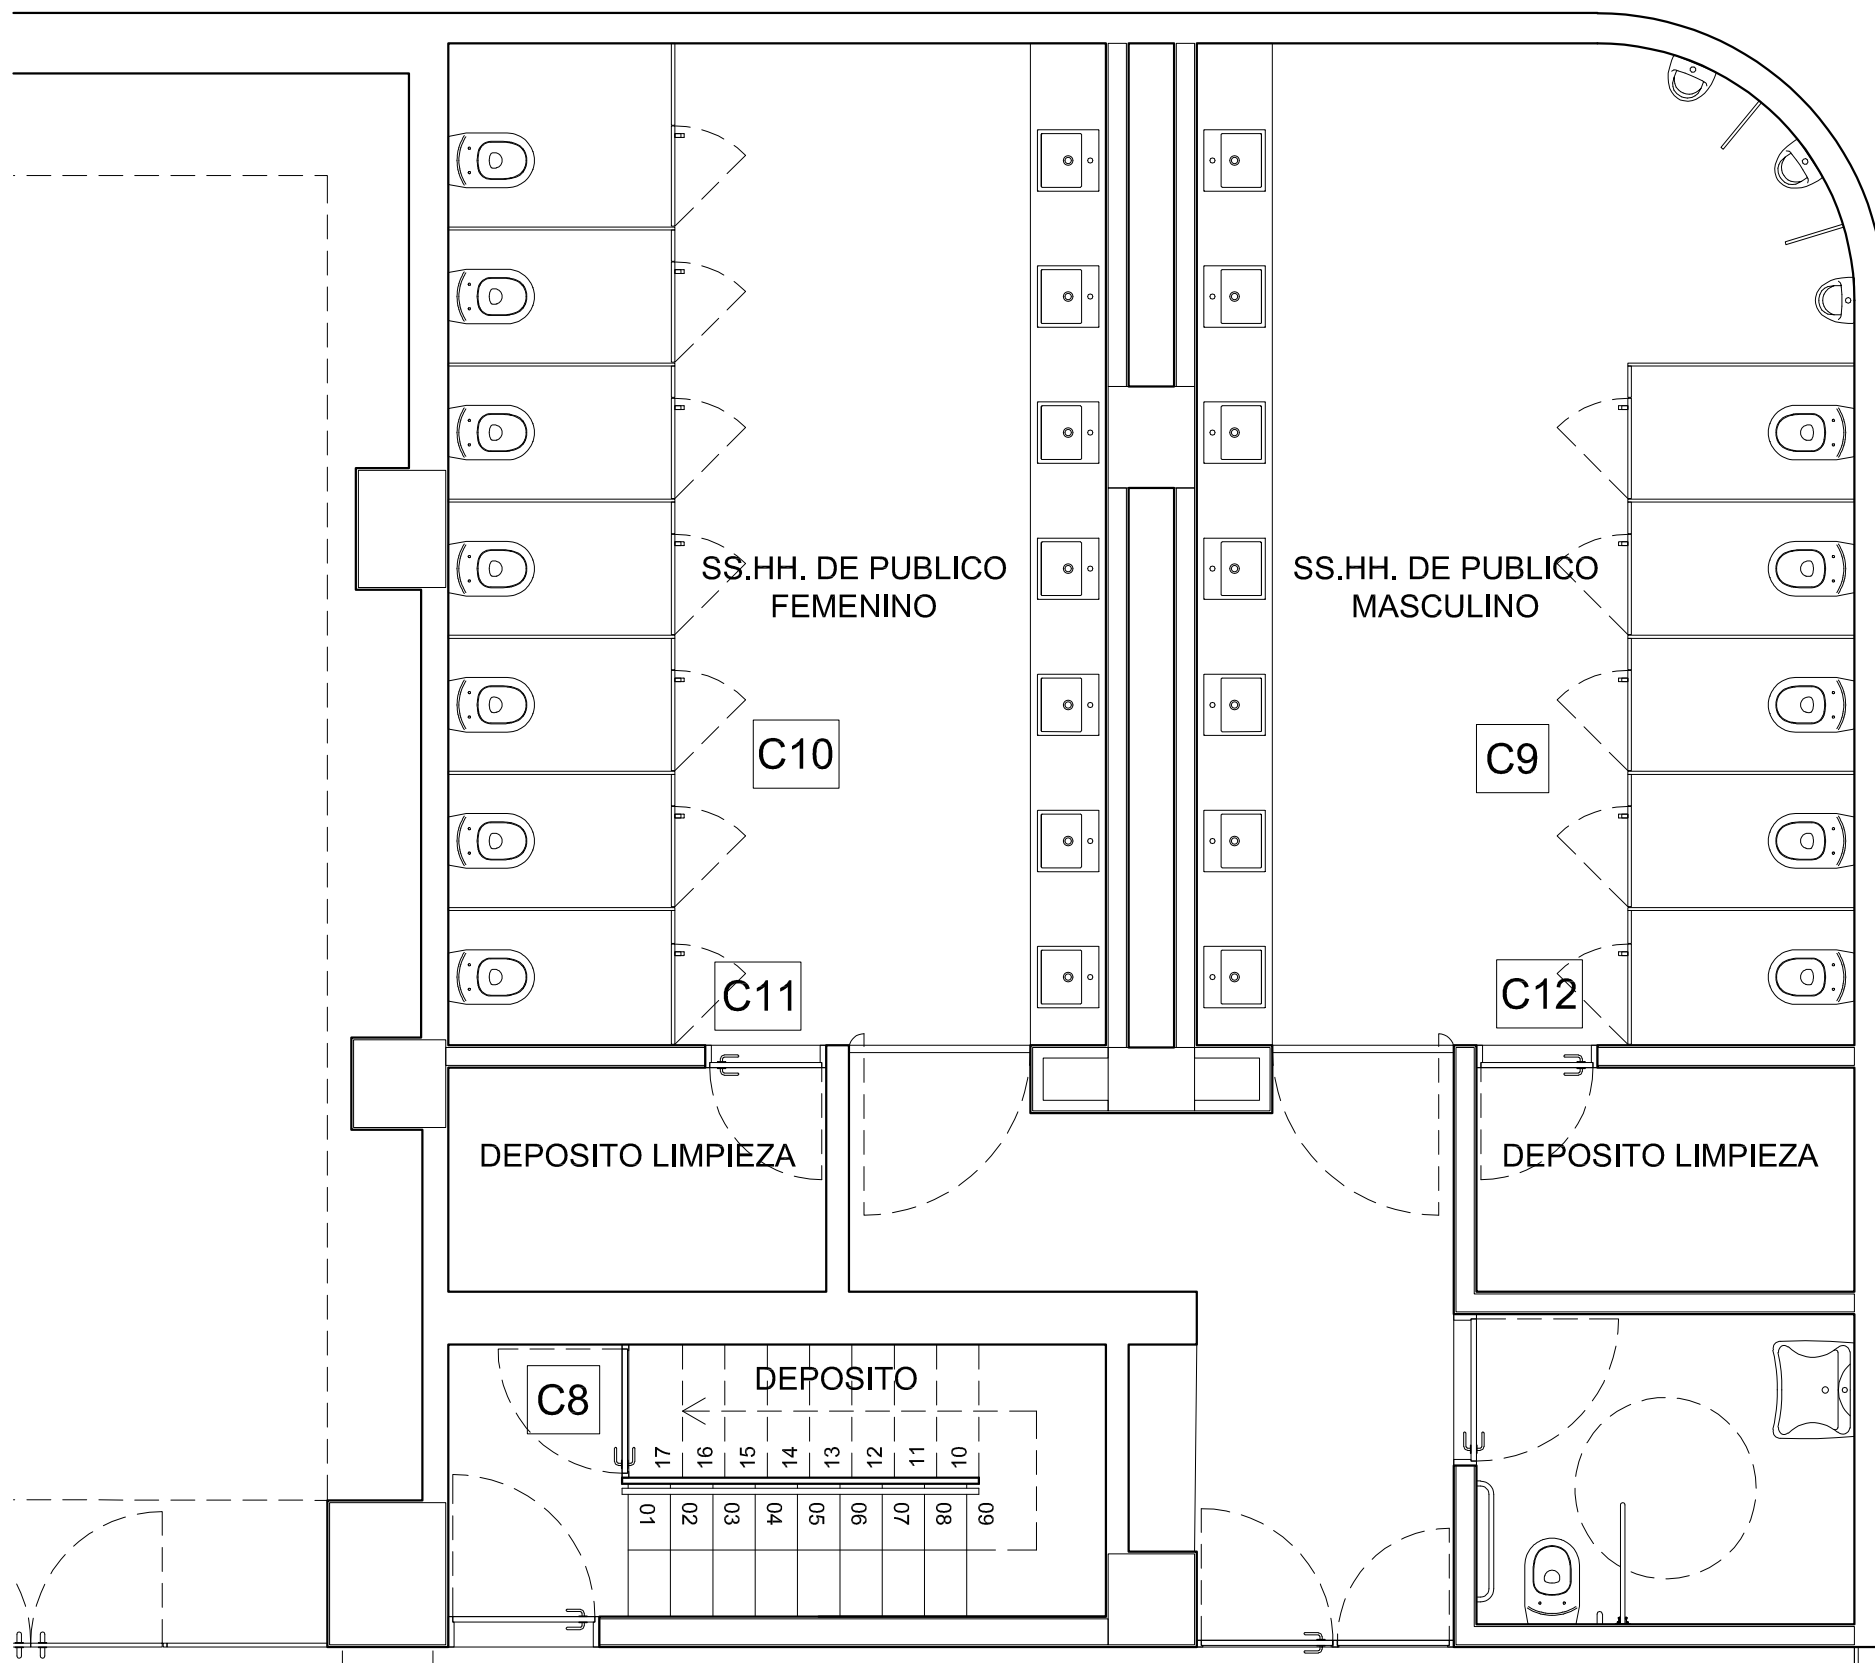 SS.HH. DE PUBLICO
FEMENINO
SS.HH. DE PUBLICO
MASCULINO
C10
C9
C11
C12
DEPOSITO LIMPIEZA
DEPOSITO LIMPIEZA
DEPOSITO
C8
17 16 15 14 13 12 11 10
01 02 03 04 05 06 07 08 09